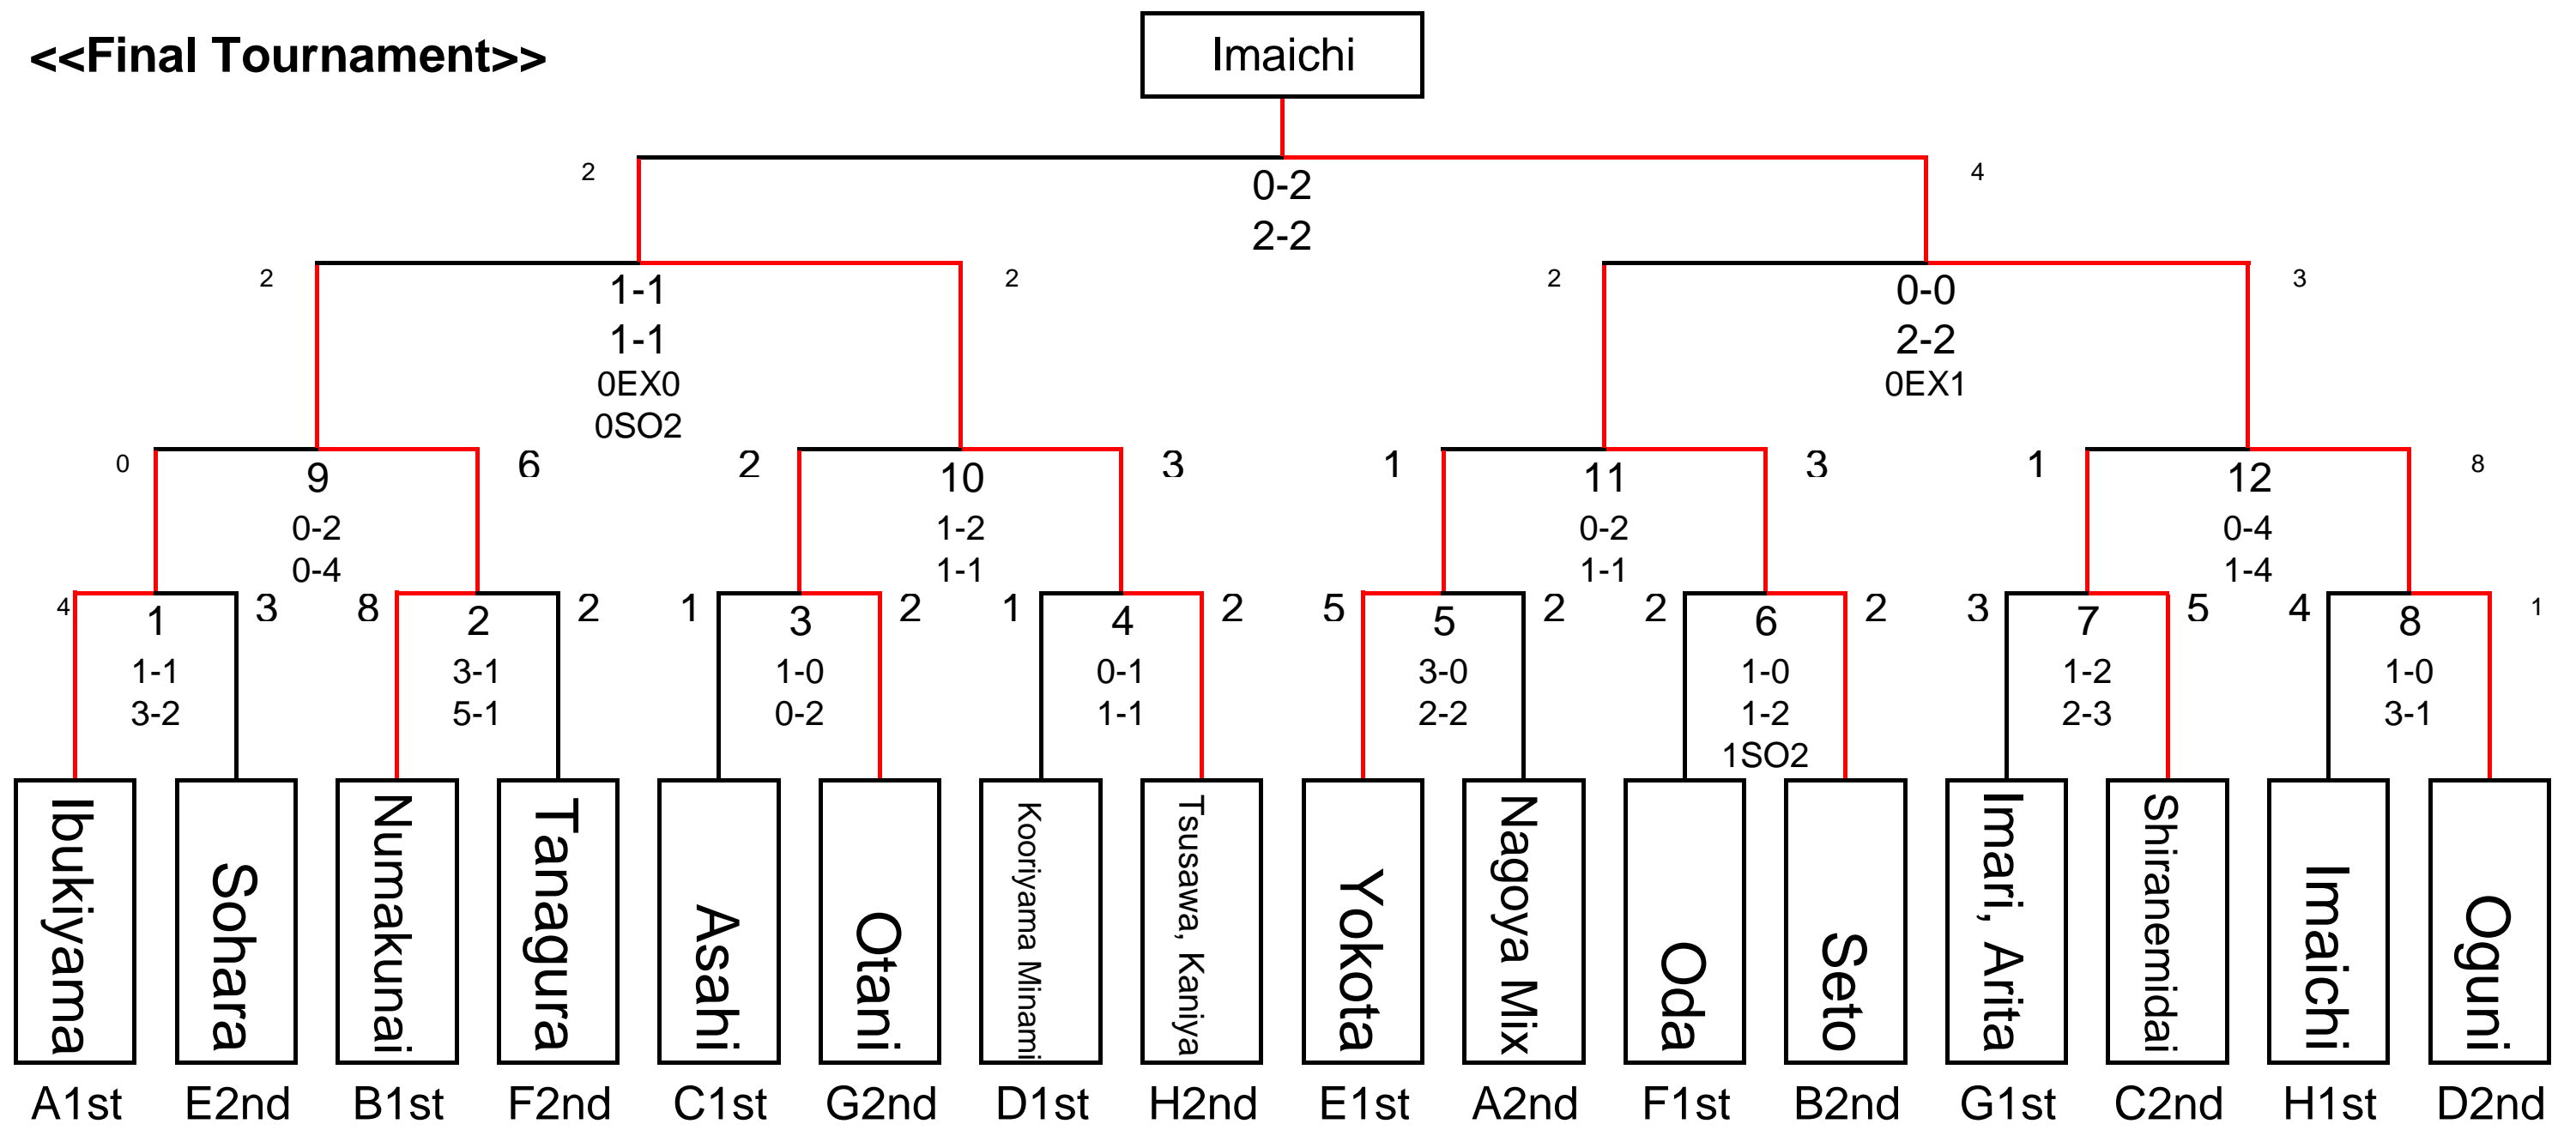 <<Final Tournament>>
Imaichi
2
4
0-2
2-2
2
2
2
3
1-1
1-1
0EX0
0SO2
0-0
2-2
0EX1
0
6
2
3
1
3
1
8
9
10
11
12
0-2
0-4
1-2
1-1
0-2
1-1
0-4
1-4
4
3
8
2
1
2
1
2
5
2
2
2
3
5
4
1
1
2
3
4
5
6
7
8
1-1
3-2
3-1
5-1
1-0
0-2
0-1
1-1
3-0
2-2
1-0
1-2
1SO2
1-2
2-3
1-0
3-1
Ibukiyama
Sohara
Numakunai
Tanagura
Asahi
Otani
Kooriyama Minami
Tsusawa, Kaniya
Yokota
Nagoya Mix
Oda
Seto
Imari, Arita
Shiranemidai
Imaichi
Oguni
A1st
E2nd
B1st
F2nd
C1st
G2nd
D1st
H2nd
E1st
A2nd
F1st
B2nd
G1st
C2nd
H1st
D2nd